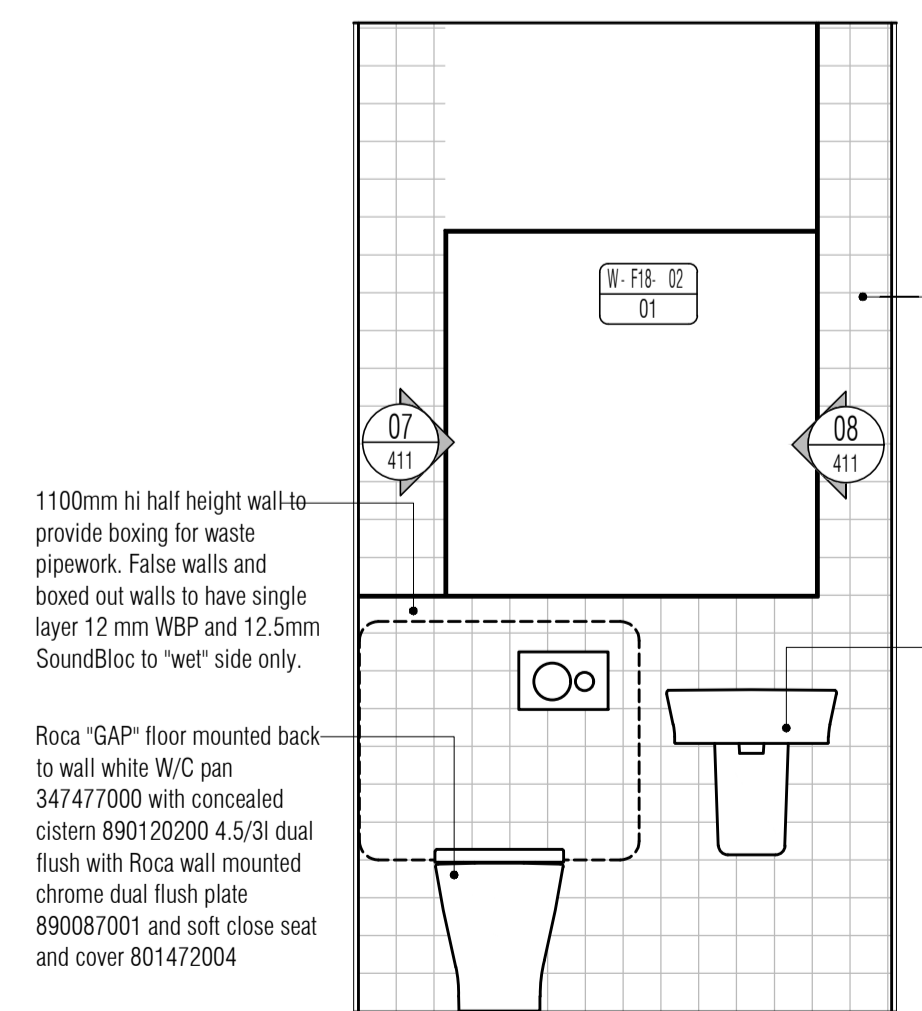 W- F18- 02
01
07
411
08
411
1100mm hi half height wall to
provide boxing for waste
pipework. False walls and
boxed out walls to have single
layer 12 mm WBP and 12.5mm
SoundBloc to "wet" side only.
Roca "GAP" floor mounted back
to wall white W/C pan
347477000 with concealed
cistern 890120200 4.5/3l dual
flush with Roca wall mounted
chrome dual flush plate
890087001 and soft close seat
and cover 801472004